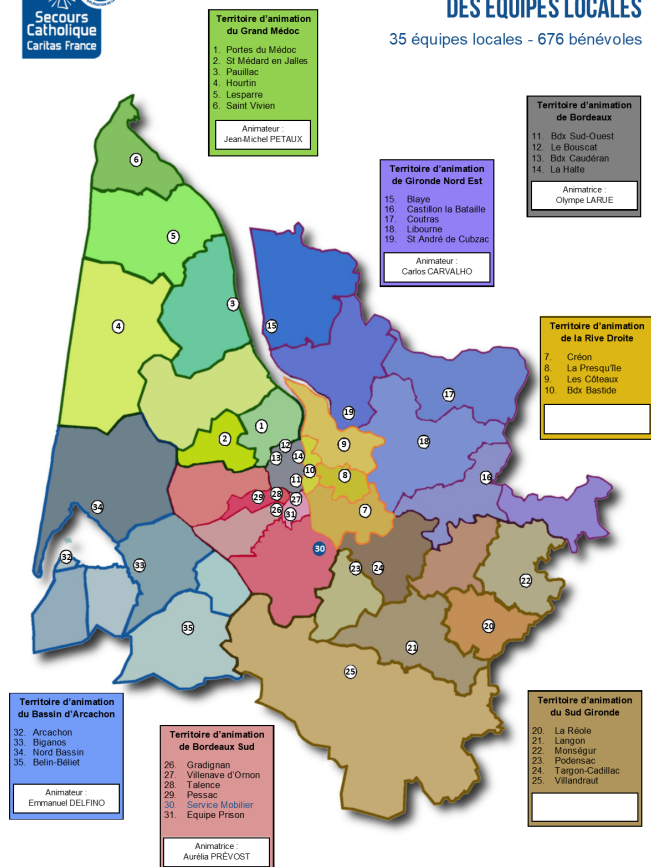 DES ÉQUIPES LOCALES
35 équipes locales - 676 bénévoles
Secours
Catholique
Caritas France
Territoire d'animation
du Grand Médoc
1. Portes du Médoc
2. St Médard en Jalles
3. Pauillac
4. Hourtin
5. Lesparre
6. Saint Vivien
Animateur :
Jean-Michel PETAUX
Territoire d'animation
de Bordeaux
11. Bdx Sud-Ouest
12. Le Bouscat
13. Bdx Caudéran
14. La Halte
Animatrice :
Olympe LARUE
Territoire d'animation
de Gironde Nord Est
15. Blaye
16. Castillon la Bataille
17. Coutras
18. Libourne
19. St André de Cubzac
Animateur :
Carlos CARVALHO
Territoire d'animation
de la Rive Droite
7. Créon
8. La Presqu'île
9. Les Côteaux
10. Bdx Bastide
6
5
3
4
15
17
19
1
2
18
12
9
13
14
10
8
16
11
29
28
27
7
26
31
34
30
32
33
23
24
22
35
20
21
25
Territoire d'animation
du Bassin d'Arcachon
32. Arcachon
33. Biganos
34. Nord Bassin
35. Belin-Béliet
Animateur :
Emmanuel DELFINO
Territoire d'animation
de Bordeaux Sud
26. Gradignan
27. Villenave d'Ornon
28. Talence
29. Pessac
30. Service Mobilier
31. Equipe Prison
Animatrice :
Aurélia PRÉVOST
Territoire d'animation
du Sud Gironde
20. La Réole
21. Langon
22. Monségur
23. Podensac
24. Targon-Cadillac
25. Villandraut